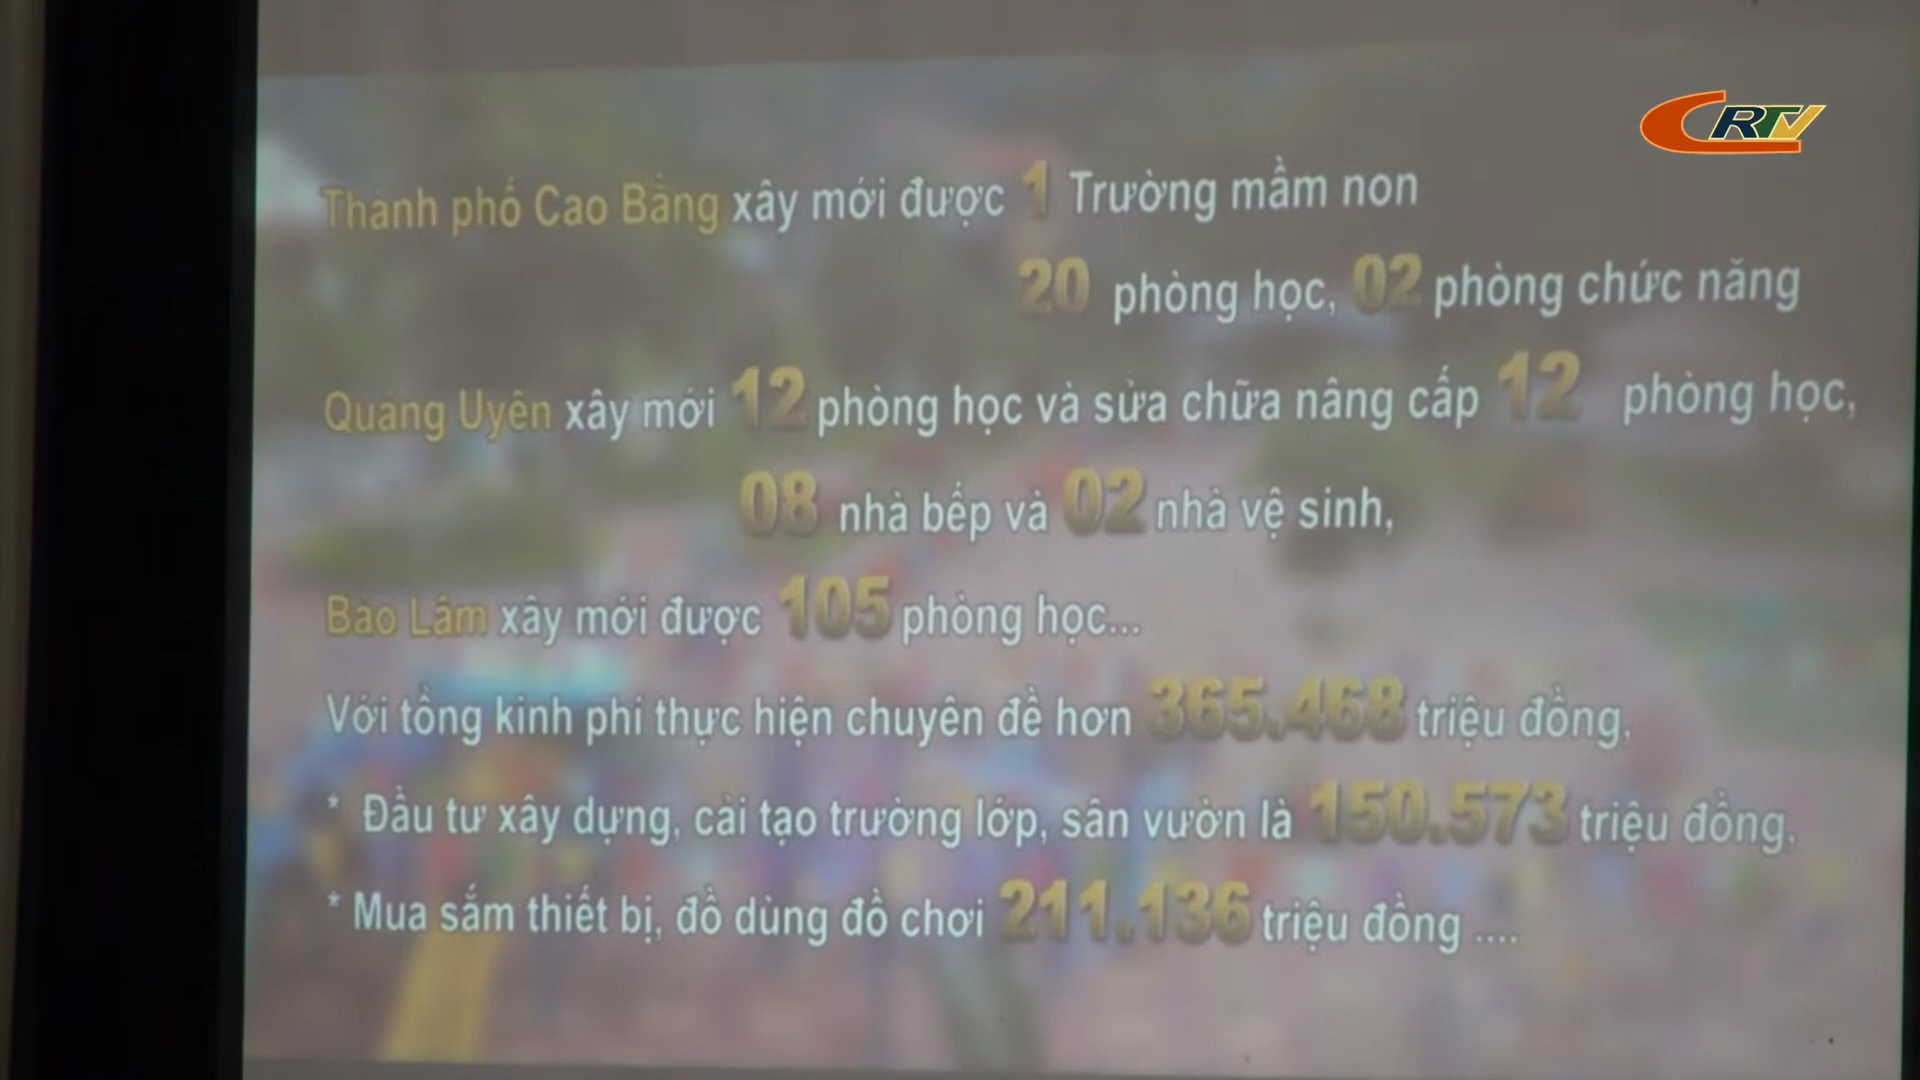 CRTV
Thành phố Cao Bằng xây mới được 1 Trường mầm non
20 phòng học, 02 phòng chức năng
Quảng Uyên xây mới 12 phòng học và sửa chữa nâng cấp 12 phòng học,
08 nhà bếp và 02 nhà vệ sinh,
Bảo Lâm xây mới được 105 phòng học...
Với tổng kinh phí thực hiện chuyên đề hơn 365.468 triệu đồng.
* Đầu tư xây dựng, cải tạo trường lớp, sân vườn là 150.573 triệu đồng.
* Mua sắm thiết bị, đồ dùng đồ chơi 211.136 triệu đồng ....